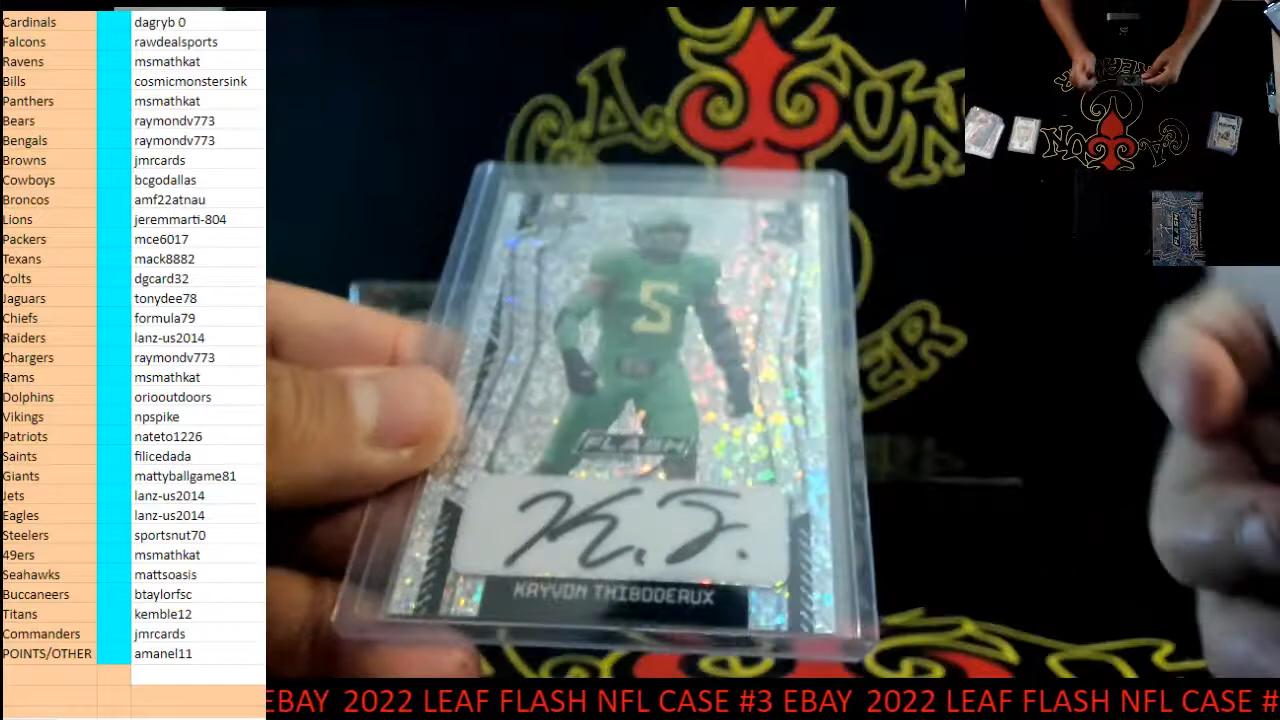 Cardinals dagryb 0
Falcons rawdealsports
Ravens msmathkat
Bills cosmicmonstersink
Panthers msmathkat
Bears raymondv773
Bengals raymondv773
Browns jmrcards
Cowboys bcgodallas
Broncos amf22atnau
Lions jeremmarti-804
Packers mce6017
Texans mack8882
Colts dgcard32
Jaguars tonydee78
Chiefs formula79
Raiders lanz-us2014
Chargers raymondv773
Rams msmathkat
Dolphins oriooutdoors
Vikings npspike
Patriots nateto1226
Saints filicedada
Giants mattyballgame81
Jets lanz-us2014
Eagles lanz-us2014
Steelers sportsnut70
49ers msmathkat
Seahawks mattsoasis
Buccaneers btaylorfsc
Titans kemble12
Commanders jmrcards
POINTS/OTHER amanel11
5
FLASH
K. T.
KAYVON THIBODEAUX
FLASH
EBAY 2022 LEAF FLASH NFL CASE #3 EBAY 2022 LEAF FLASH NFL CASE #